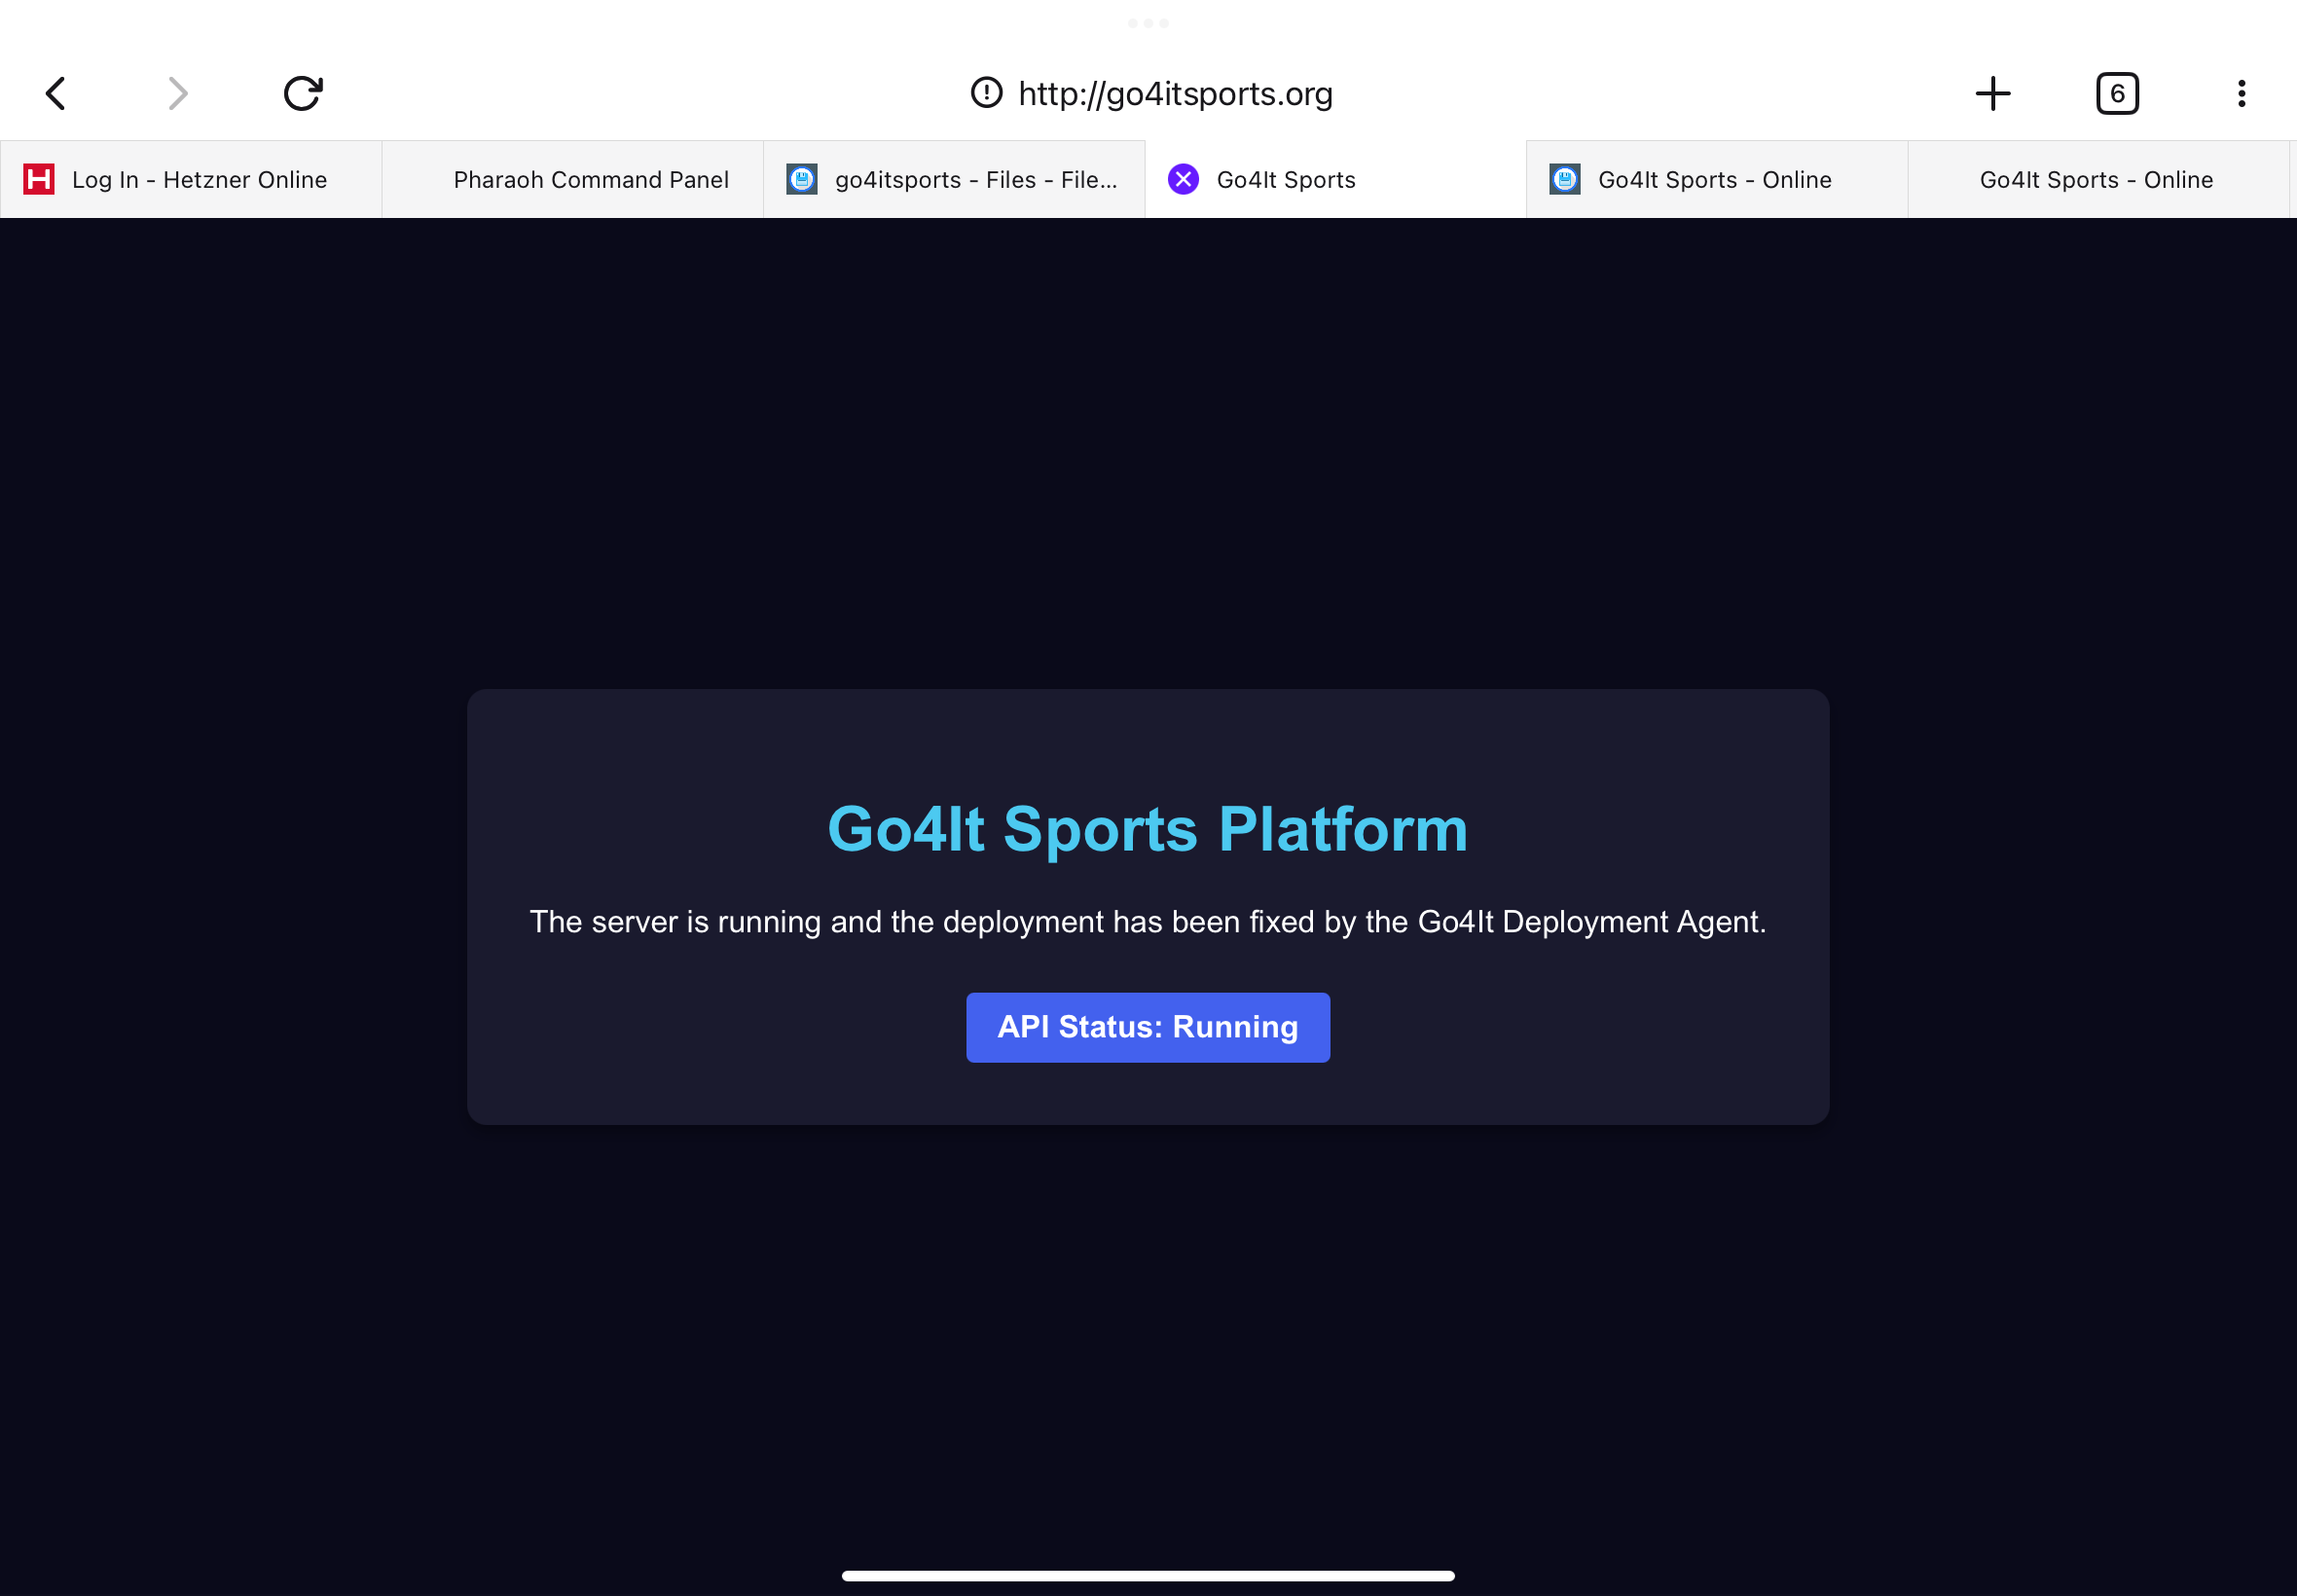 http://go4itsports.org
6
Log In - Hetzner Online
Pharaoh Command Panel
go4itsports - Files - File...
Go4It Sports
Go4It Sports - Online
Go4It Sports - Online
Go4It Sports Platform
The server is running and the deployment has been fixed by the Go4It Deployment Agent.
API Status: Running